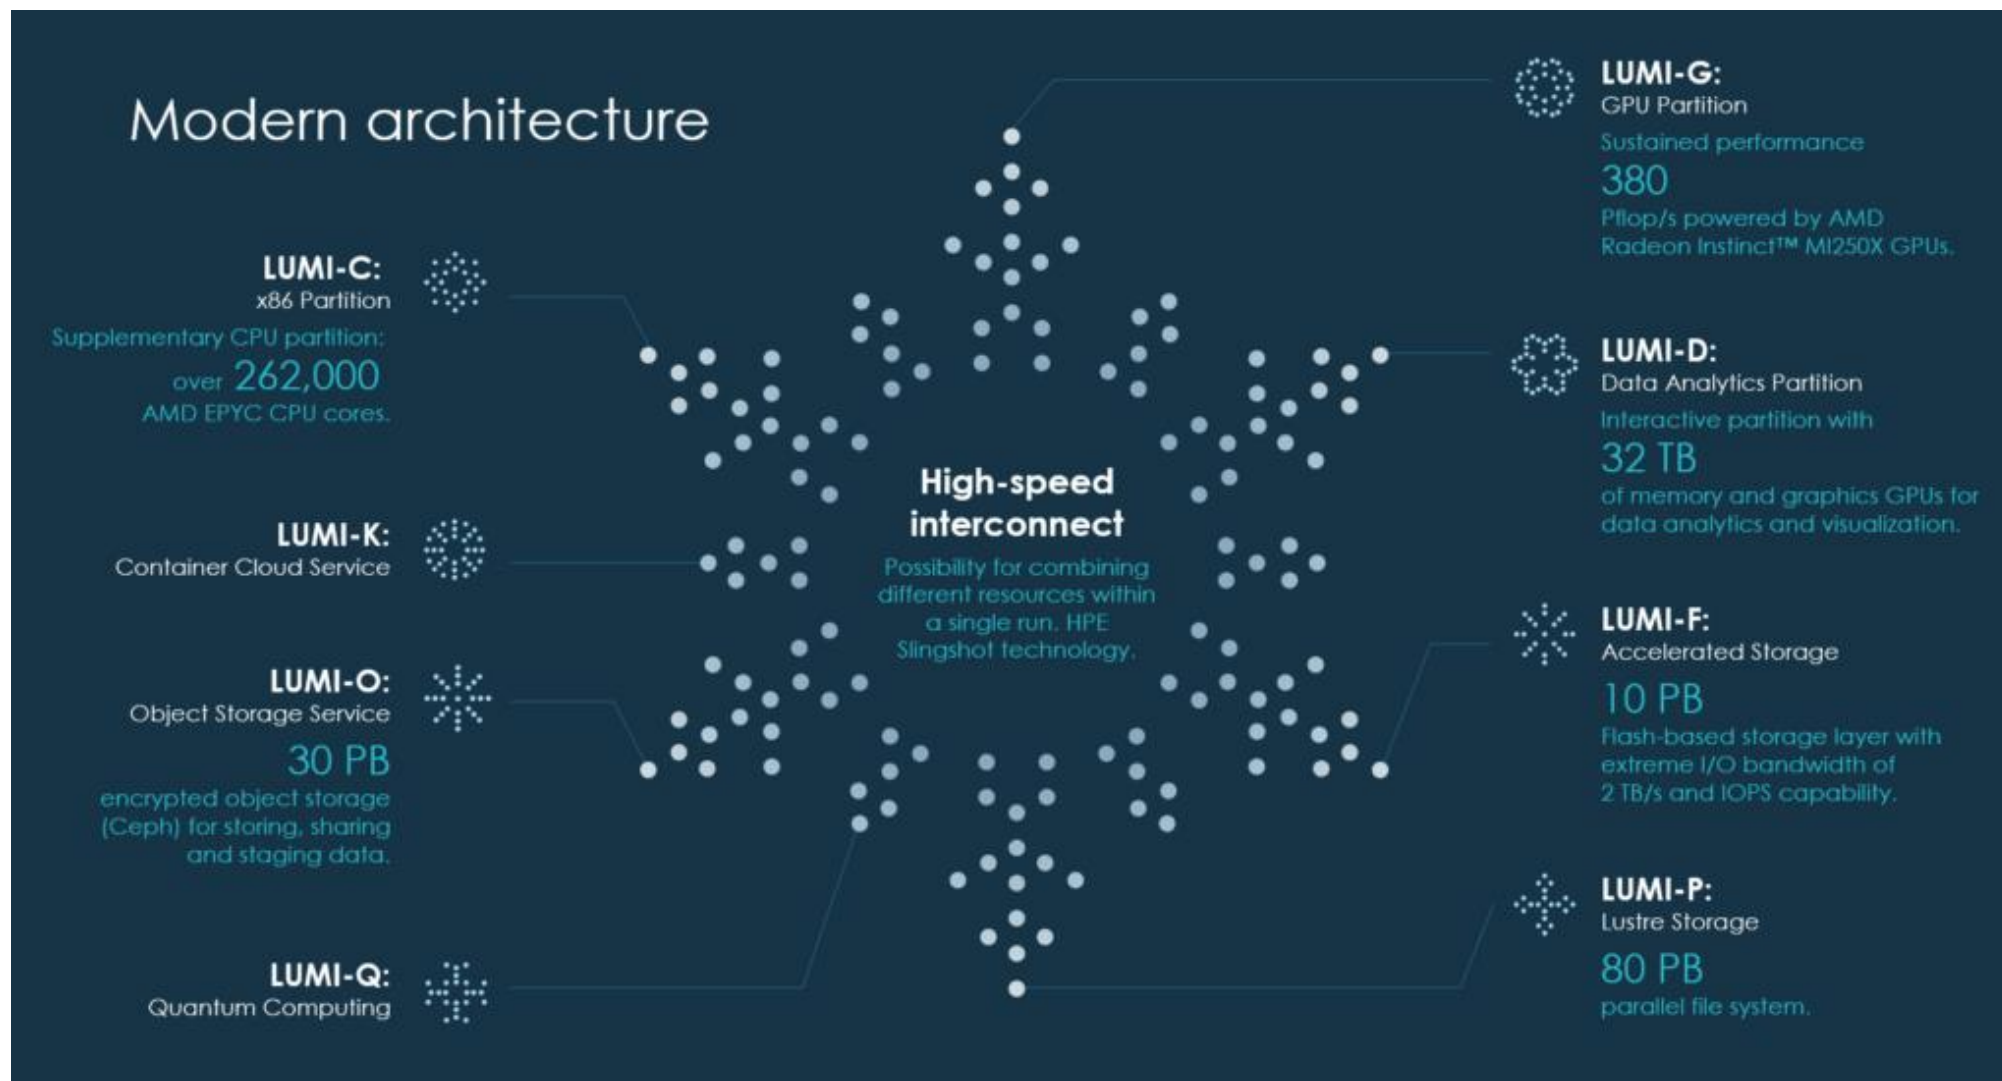 Modern architecture
LUMI-C:
x86 Partition
Supplementary CPU partition:
over 262,000
AMD EPYC CPU cores.
LUMI-K:
Container Cloud Service
LUMI-O:
Object Storage Service
30 PB
encrypted object storage
(Ceph) for storing, sharing
and staging data.
LUMI-Q:
Quantum Computing
High-speed
interconnect
Possibility for combining
different resources within
a single run. HPE
Slingshot technology.
LUMI-G:
GPU Partition
Sustained performance
380
Pflop/s powered by AMD
Radeon Instinct™ MI250X GPUs.
LUMI-D:
Data Analytics Partition
Interactive partition with
32 TB
of memory and graphics GPUs for
data analytics and visualization.
LUMI-F:
Accelerated Storage
10 PB
Flash-based storage layer with
extreme I/O bandwidth of
2 TB/s and IOPS capability.
LUMI-P:
Lustre Storage
80 PB
parallel file system.